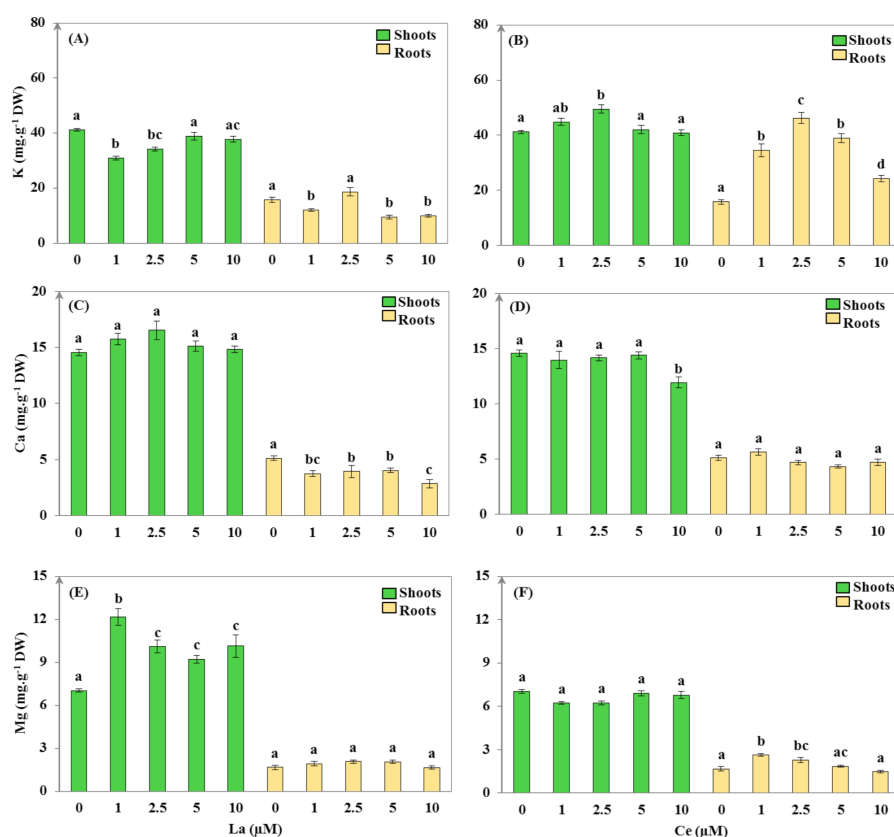 (A)
Shoots
Roots
K (mg.g-1 DW)
80
60
40
20
0
a b bc a ac a b a b b
0 1 2.5 5 10 0 1 2.5 5 10
(B)
Shoots
Roots
80
60
40
20
0
a ab b a a a b c b d
0 1 2.5 5 10 0 1 2.5 5 10
(C)
Shoots
Roots
Ca (mg.g-1 DW)
20
15
10
5
0
a a a a a a bc b b c
0 1 2.5 5 10 0 1 2.5 5 10
(D)
Shoots
Roots
20
15
10
5
0
a a a a b a a a a a
0 1 2.5 5 10 0 1 2.5 5 10
(E)
Shoots
Roots
Mg (mg.g-1 DW)
15
12
9
6
3
0
a b c c c a a a a a
0 1 2.5 5 10 0 1 2.5 5 10
La (µM)
(F)
Shoots
Roots
15
12
9
6
3
0
a a a a a a b bc ac a
0 1 2.5 5 10 0 1 2.5 5 10
Ce (µM)